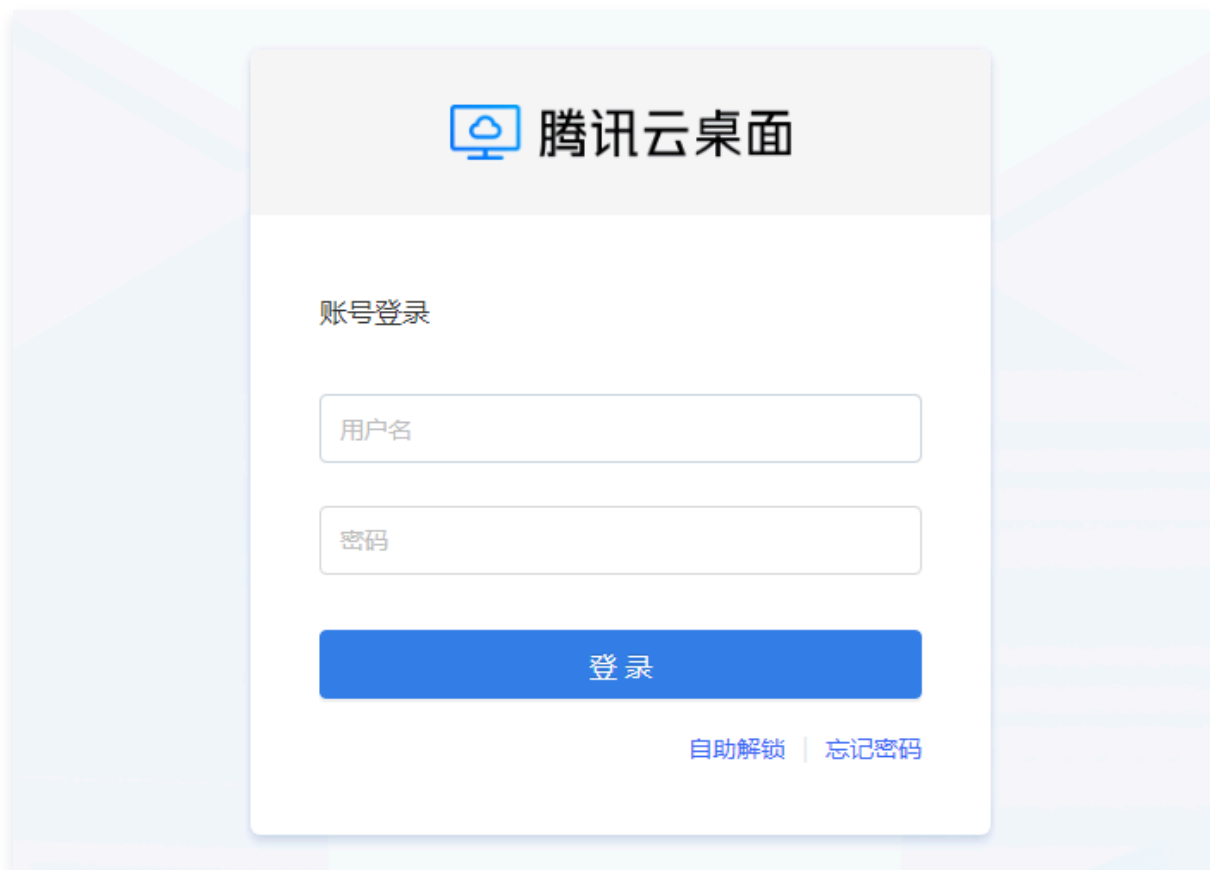 腾讯云桌面
账号登录
用户名
密码
登 录
自助解锁 | 忘记密码